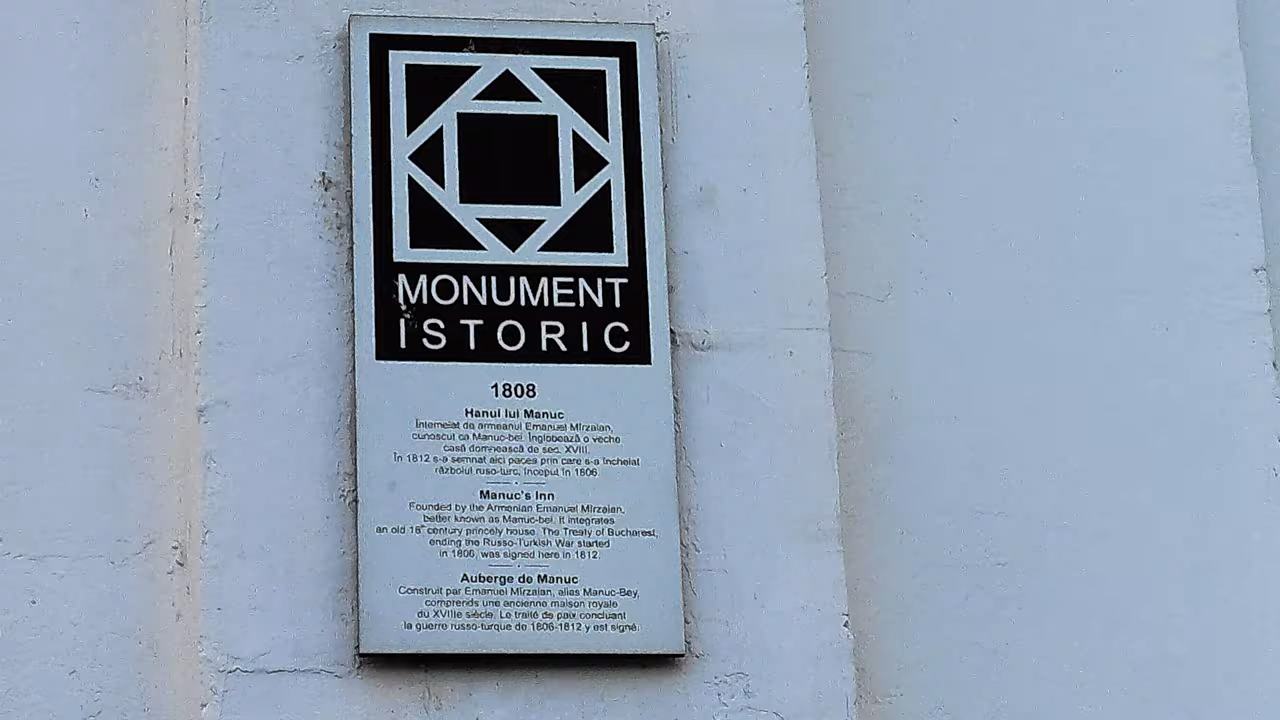 MONUMENT
ISTORIC
1808
Hanul lui Manuc
Întemeiat de armeanul Emanuel Mîrzaian,
cunoscut ca Manuc-bei. Înglobează o veche
casă domnească de sec. XVIII.
În 1812 s-a semnat aici pacea prin care s-a încheiat
războiul ruso-turc, început în 1806.
Manuc's Inn
Founded by the Armenian Emanuel Mîrzaian,
better known as Manuc-bei. It integrates
an old 18th century princely house. The Treaty of Bucharest,
ending the Russo-Turkish War started
in 1806, was signed here in 1812.
Auberge de Manuc
Construit par Emanuel Mîrzaian, alias Manuc-Bey,
comprends une ancienne maison royale
du XVIIIe siècle. Le traité de paix concluant
la guerre russo-turque de 1806-1812 y est signé.